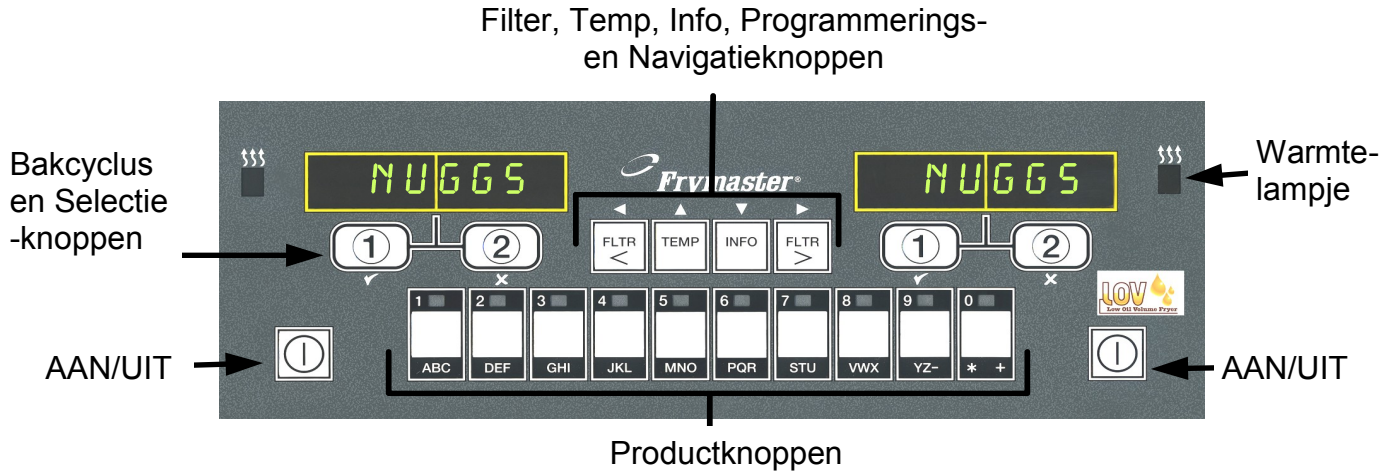 Filter, Temp, Info, Programmerings-
en Navigatieknoppen
Bakcyclus
en Selectie
-knoppen
Warmte-
lampje
NUGGS
Frymaster®
NUGGS
1 2
FLTR < TEMP INFO FLTR >
1 2
✓ × ✓ ×
LOV
Low Oil Volume Fryer
1 2 3 4 5 6 7 8 9 0
ABC DEF GHI JKL MNO PQR STU VWX YZ- * +
AAN/UIT
AAN/UIT
Productknoppen